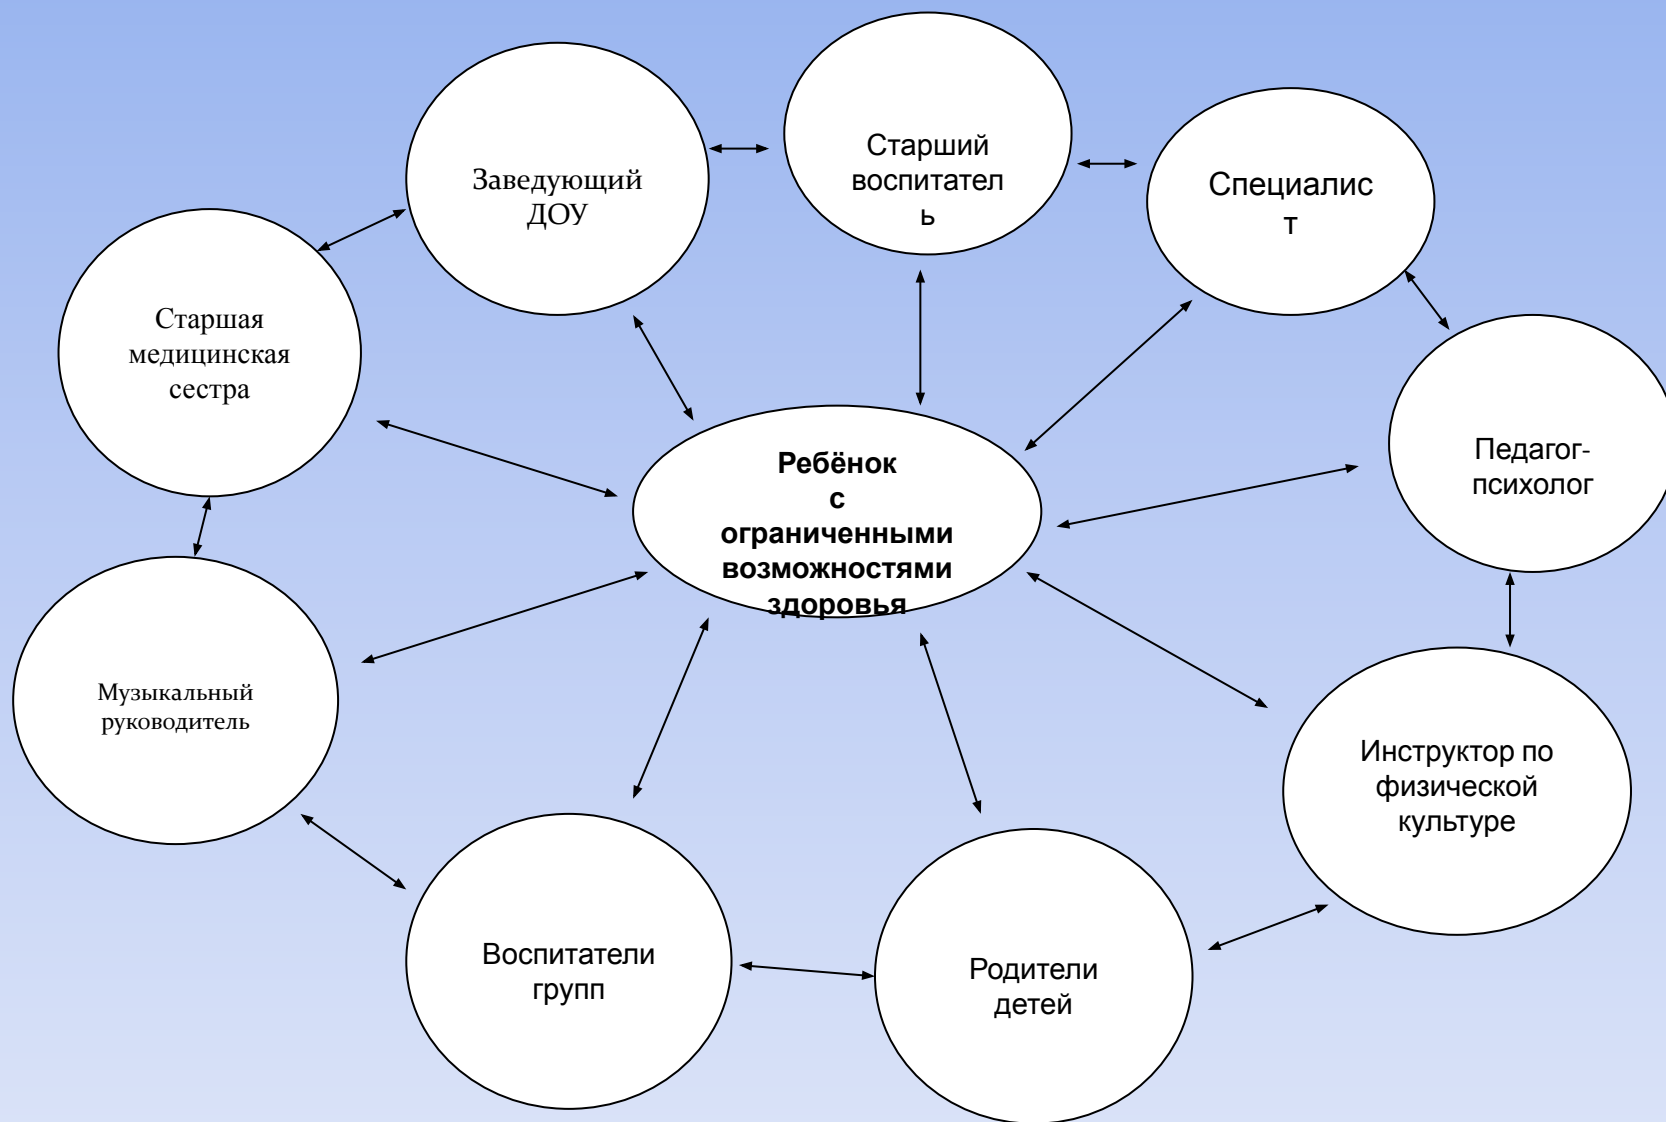 Заведующий
ДОУ
Старший
воспитател
ь
Специалис
т
Старшая
медицинская
сестра
Ребёнок
с
ограниченными
возможностями
здоровья
Педагог-
психолог
Музыкальный
руководитель
Инструктор по
физической
культуре
Воспитатели
групп
Родители
детей